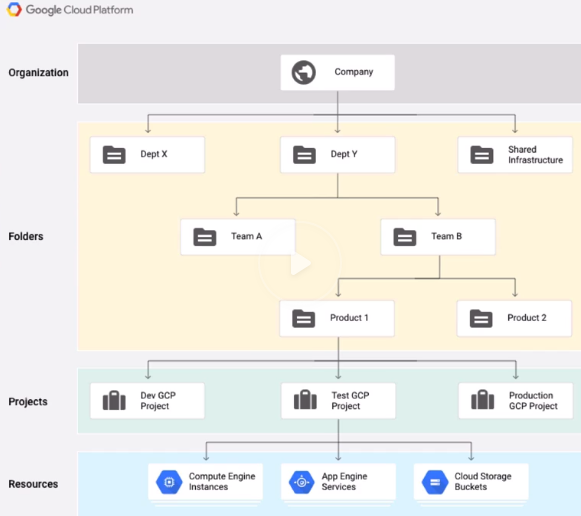 Google Cloud Platform
Organization
Company
Dept X
Dept Y
Shared
Infrastructure
Folders
Team A
Team B
Product 1
Product 2
Projects
Dev GCP
Project
Test GCP
Project
Production
GCP Project
Resources
Compute Engine
Instances
App Engine
Services
Cloud Storage
Buckets